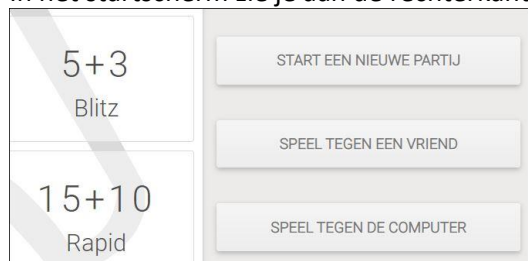 5+3
Blitz
15+10
Rapid
START EEN NIEUWE PARTIJ
SPEEL TEGEN EEN VRIEND
SPEEL TEGEN DE COMPUTER